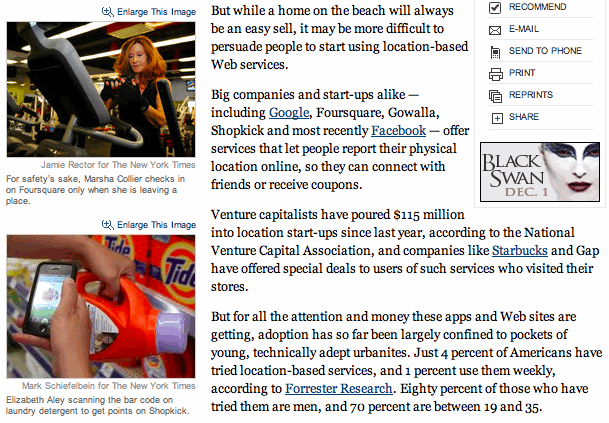 Enlarge This Image
Jamie Rector for The New York Times
For safety's sake, Marsha Collier checks in
on Foursquare only when she is leaving a
place.
Enlarge This Image
Tide
Tide
Mark Schiefelbein for The New York Times
Elizabeth Aley scanning the bar code on
laundry detergent to get points on Shopkick.
But while a home on the beach will always
be an easy sell, it may be more difficult to
persuade people to start using location-based
Web services.
Big companies and start-ups alike —
including Google, Foursquare, Gowalla,
Shopkick and most recently Facebook — offer
services that let people report their physical
location online, so they can connect with
friends or receive coupons.
Venture capitalists have poured $115 million
into location start-ups since last year, according to the National
Venture Capital Association, and companies like Starbucks and Gap
have offered special deals to users of such services who visited their
stores.
But for all the attention and money these apps and Web sites are
getting, adoption has so far been largely confined to pockets of
young, technically adept urbanites. Just 4 percent of Americans have
tried location-based services, and 1 percent use them weekly,
according to Forrester Research. Eighty percent of those who have
tried them are men, and 70 percent are between 19 and 35.
RECOMMEND
E-MAIL
SEND TO PHONE
PRINT
REPRINTS
SHARE
BLACK
SWAN
DEC. 1